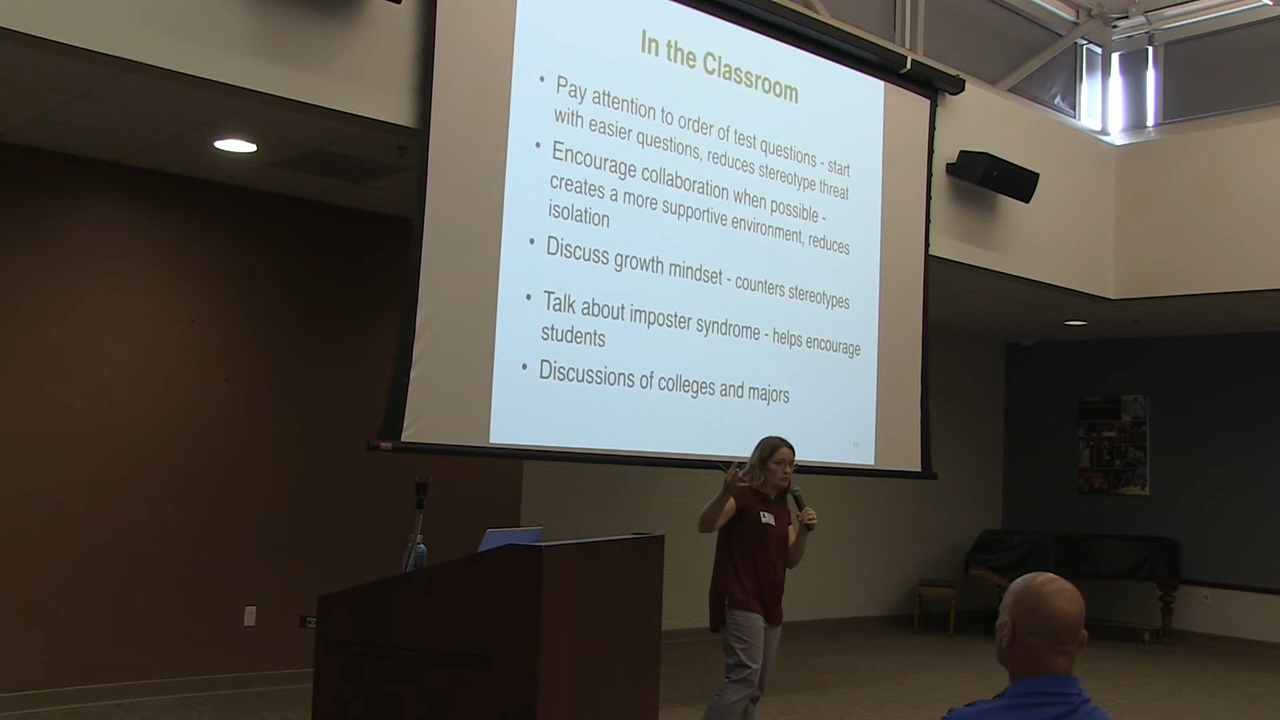 In the Classroom
• Pay attention to order of test questions - start
with easier questions, reduces stereotype threat
• Encourage collaboration when possible -
creates a more supportive environment, reduces
isolation
• Discuss growth mindset - counters stereotypes
• Talk about imposter syndrome - helps encourage
students
• Discussions of colleges and majors